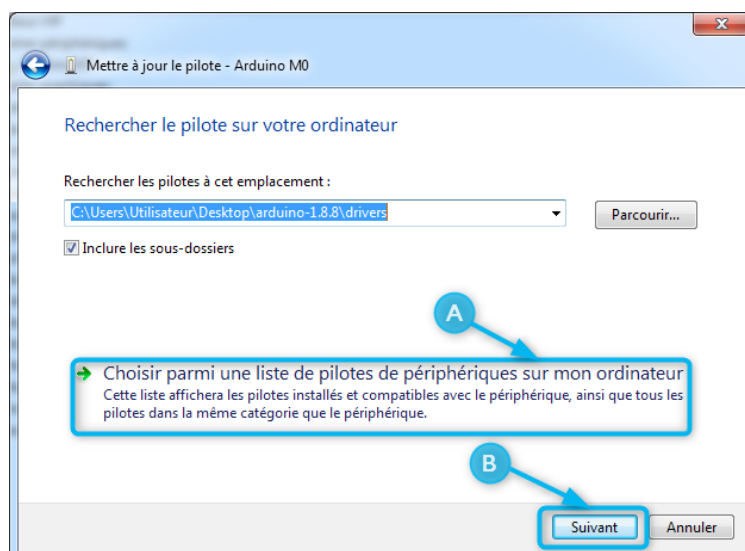 périphériques
Mettre à jour le pilote - Arduino M0
Rechercher le pilote sur votre ordinateur
Rechercher les pilotes à cet emplacement :
C:\Users\Utilisateur\Desktop\arduino-1.8.8\drivers
Parcourir...
Inclure les sous-dossiers
A
Choisir parmi une liste de pilotes de périphériques sur mon ordinateur
Cette liste affichera les pilotes installés et compatibles avec le périphérique, ainsi que tous les
pilotes dans la même catégorie que le périphérique.
B
Suivant Annuler